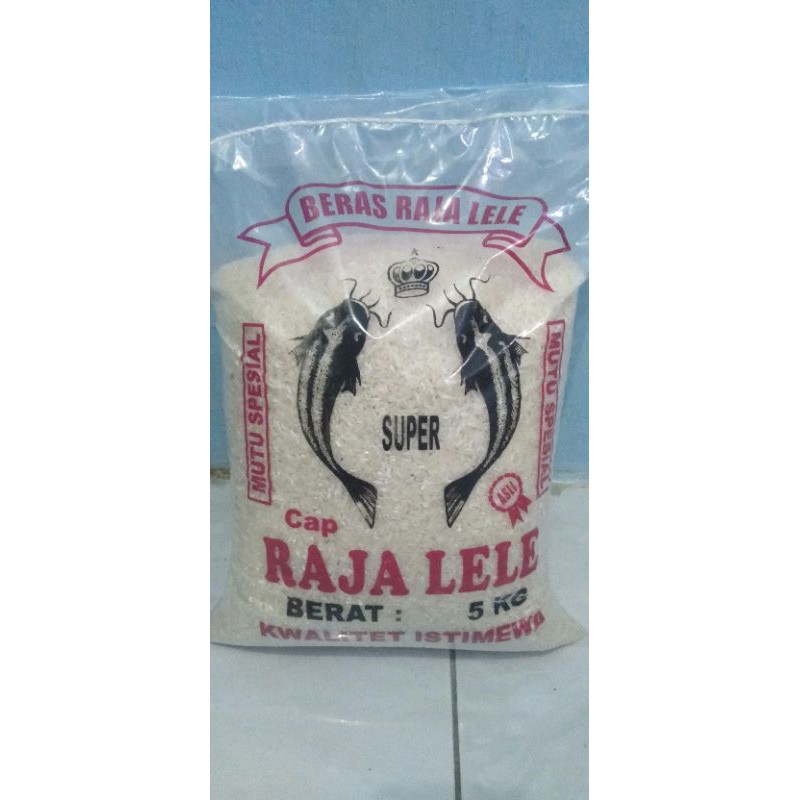 BERAS RAJA LELE
MUTU SPESIAL
MUTU SPESIAL
SUPER
ASLI
Cap
RAJA LELE
BERAT : 5 KG
KWALITET ISTIMEWA